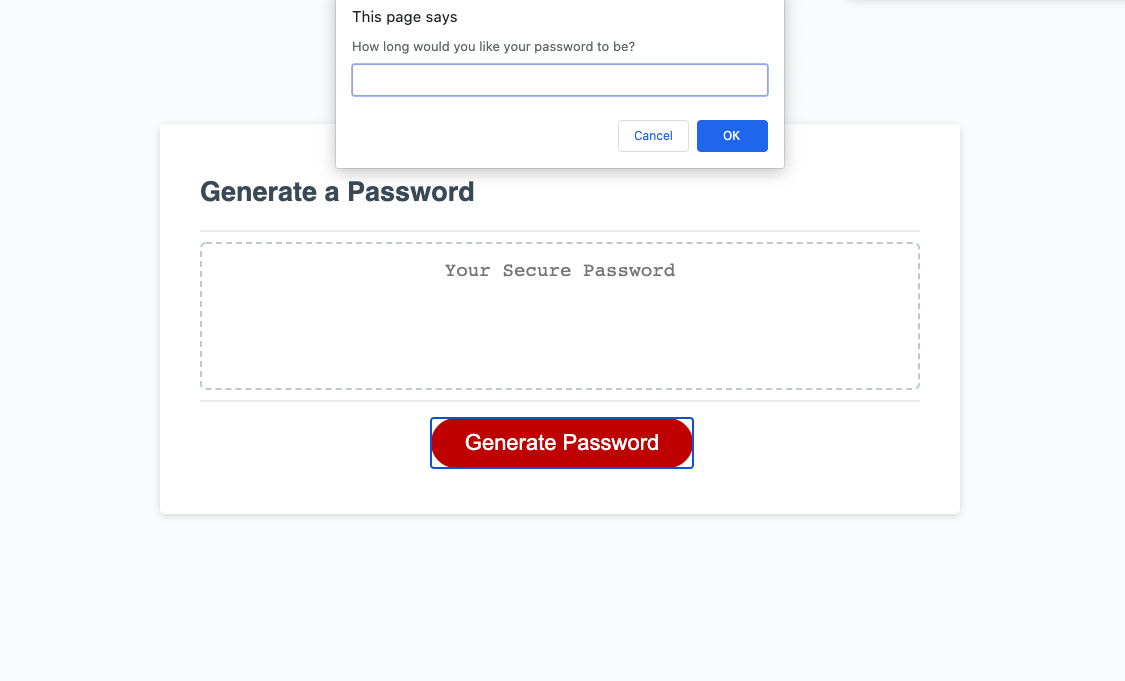 This page says
How long would you like your password to be?
Cancel
OK
Generate a Password
Your Secure Password
Generate Password